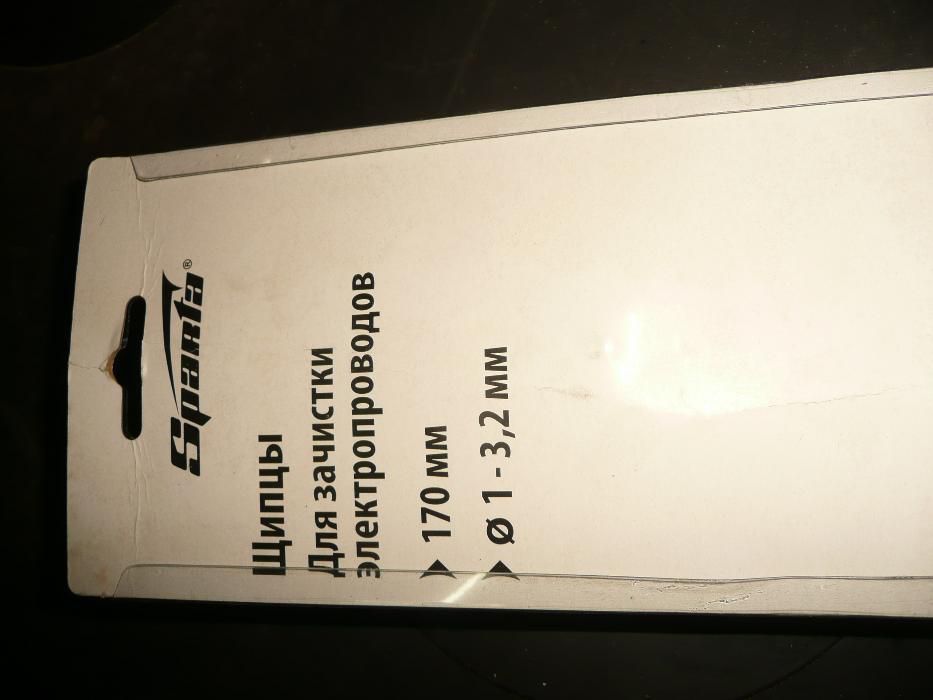 Sparta®
Щипцы
Для зачистки
электропроводов
170 мм
Ø 1 - 3,2 мм